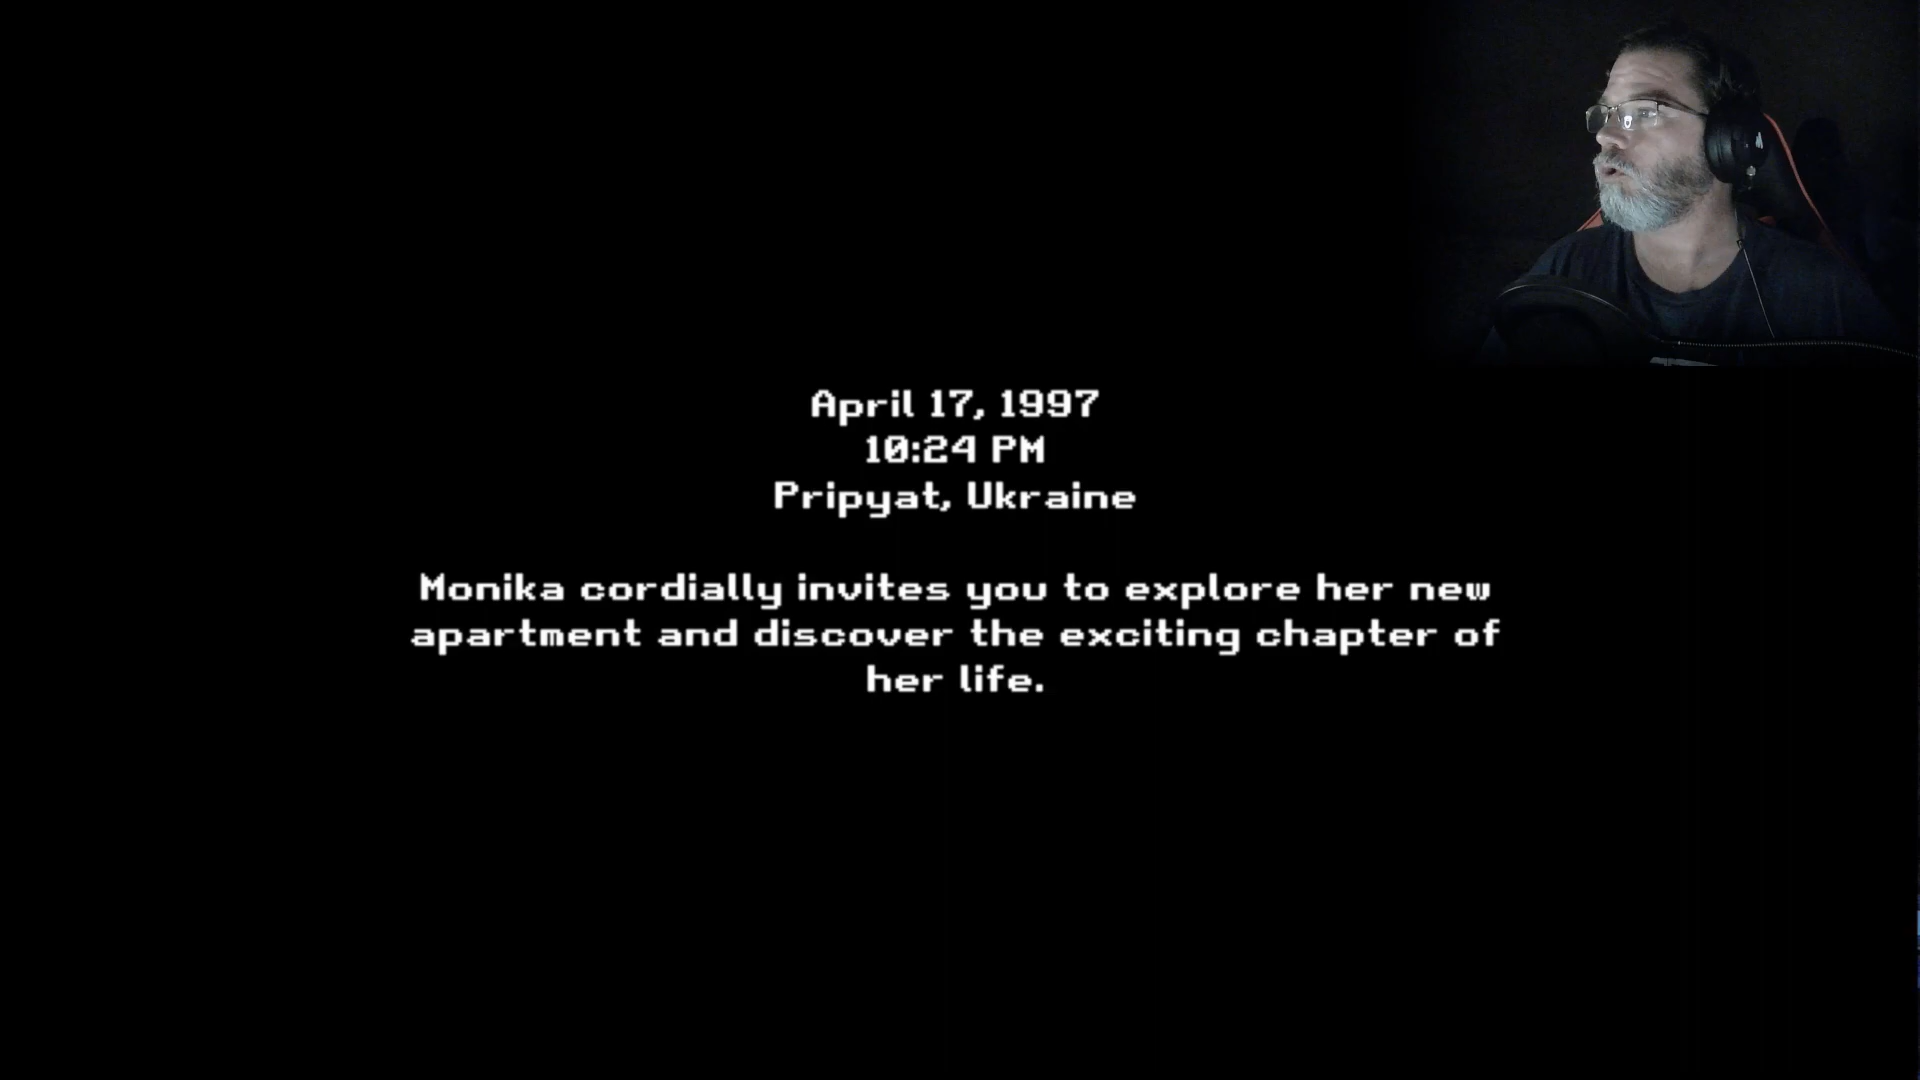 April 17, 1997
10:24 PM
Pripyat, Ukraine
Monika cordially invites you to explore her new
apartment and discover the exciting chapter of
her life.